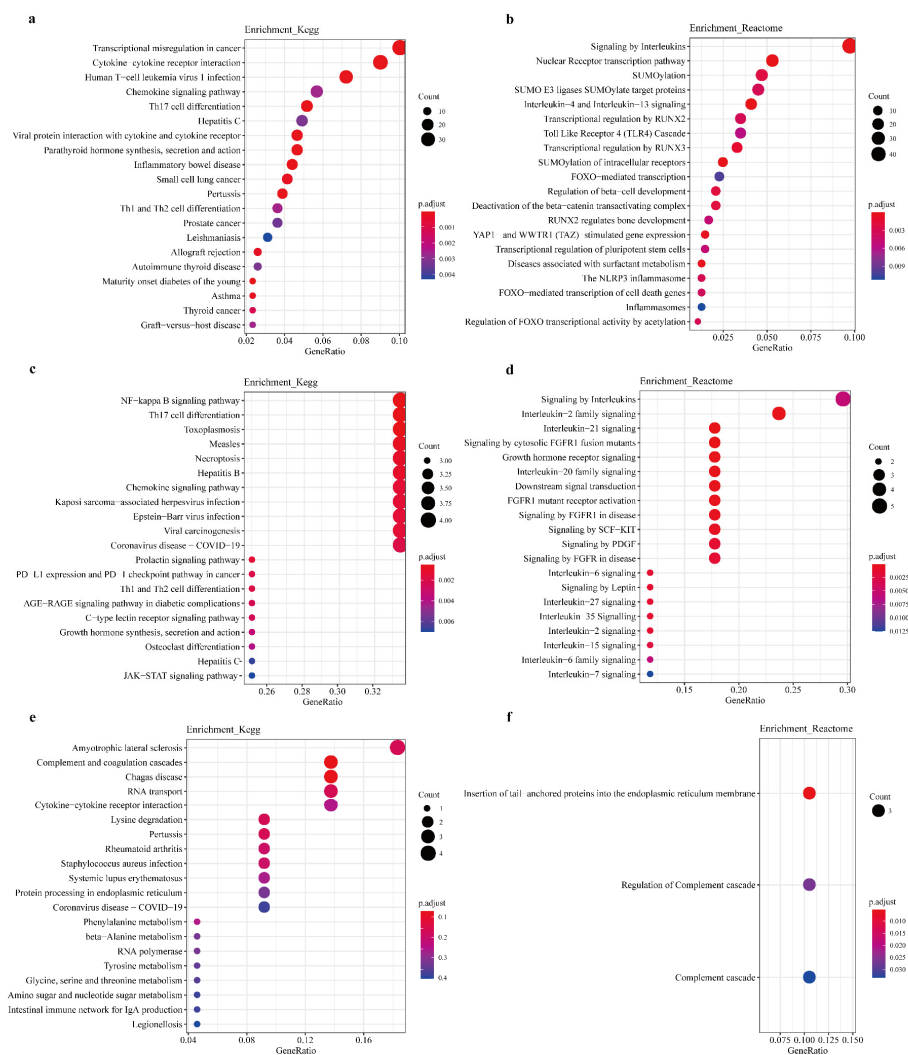 a
Enrichment_Kegg
Transcriptional misregulation in cancer
Cytokine−cytokine receptor interaction
Human T−cell leukemia virus 1 infection
Chemokine signaling pathway
Th17 cell differentiation
Hepatitis C
Viral protein interaction with cytokine and cytokine receptor
Parathyroid hormone synthesis, secretion and action
Inflammatory bowel disease
Small cell lung cancer
Pertussis
Th1 and Th2 cell differentiation
Prostate cancer
Leishmaniasis
Allograft rejection
Autoimmune thyroid disease
Maturity onset diabetes of the young
Asthma
Thyroid cancer
Graft−versus−host disease
0.02 0.04 0.06 0.08 0.10
GeneRatio
Count
10
20
30
p.adjust
0.001
0.002
0.003
0.004
b
Enrichment_Reactome
Signaling by Interleukins
Nuclear Receptor transcription pathway
SUMOylation
SUMO E3 ligases SUMOylate target proteins
Interleukin−4 and Interleukin−13 signaling
Transcriptional regulation by RUNX2
Toll Like Receptor 4 (TLR4) Cascade
Transcriptional regulation by RUNX3
SUMOylation of intracellular receptors
FOXO−mediated transcription
Regulation of beta−cell development
Deactivation of the beta−catenin transactivating complex
RUNX2 regulates bone development
YAP1 and WWTR1 (TAZ) stimulated gene expression
Transcriptional regulation of pluripotent stem cells
Diseases associated with surfactant metabolism
The NLRP3 inflammasome
FOXO−mediated transcription of cell death genes
Inflammasomes
Regulation of FOXO transcriptional activity by acetylation
0.025 0.050 0.075 0.100
GeneRatio
Count
10
20
30
40
p.adjust
0.003
0.006
0.009
c
Enrichment_Kegg
NF−kappa B signaling pathway
Th17 cell differentiation
Toxoplasmosis
Measles
Necroptosis
Hepatitis B
Chemokine signaling pathway
Kaposi sarcoma−associated herpesvirus infection
Epstein−Barr virus infection
Viral carcinogenesis
Coronavirus disease − COVID−19
Prolactin signaling pathway
PD L1 expression and PD 1 checkpoint pathway in cancer
Th1 and Th2 cell differentiation
AGE−RAGE signaling pathway in diabetic complications
C−type lectin receptor signaling pathway
Growth hormone synthesis, secretion and action
Osteoclast differentiation
Hepatitis C
JAK−STAT signaling pathway
0.26 0.28 0.30 0.32
GeneRatio
Count
3.00
3.25
3.50
3.75
4.00
p.adjust
0.002
0.004
0.006
d
Enrichment_Reactome
Signaling by Interleukins
Interleukin−2 family signaling
Interleukin−21 signaling
Signaling by cytosolic FGFR1 fusion mutants
Growth hormone receptor signaling
Interleukin−20 family signaling
Downstream signal transduction
FGFR1 mutant receptor activation
Signaling by FGFR1 in disease
Signaling by SCF−KIT
Signaling by PDGF
Signaling by FGFR in disease
Interleukin−6 signaling
Signaling by Leptin
Interleukin−27 signaling
Interleukin 35 Signalling
Interleukin−2 signaling
Interleukin−15 signaling
Interleukin−6 family signaling
Interleukin−7 signaling
0.15 0.20 0.25 0.30
GeneRatio
Count
2
3
4
5
p.adjust
0.0025
0.0050
0.0075
0.0100
0.0125
e
Enrichment_Kegg
Amyotrophic lateral sclerosis
Complement and coagulation cascades
Chagas disease
RNA transport
Cytokine−cytokine receptor interaction
Lysine degradation
Pertussis
Rheumatoid arthritis
Staphylococcus aureus infection
Systemic lupus erythematosus
Protein processing in endoplasmic reticulum
Coronavirus disease − COVID−19
Phenylalanine metabolism
beta−Alanine metabolism
RNA polymerase
Tyrosine metabolism
Glycine, serine and threonine metabolism
Amino sugar and nucleotide sugar metabolism
Intestinal immune network for IgA production
Legionellosis
0.04 0.08 0.12 0.16
GeneRatio
Count
1
2
3
4
p.adjust
0.1
0.2
0.3
0.4
f
Enrichment_Reactome
Insertion of tail anchored proteins into the endoplasmic reticulum membrane
Regulation of Complement cascade
Complement cascade
0.075 0.100 0.125 0.150
GeneRatio
Count
3
p.adjust
0.010
0.015
0.020
0.025
0.030